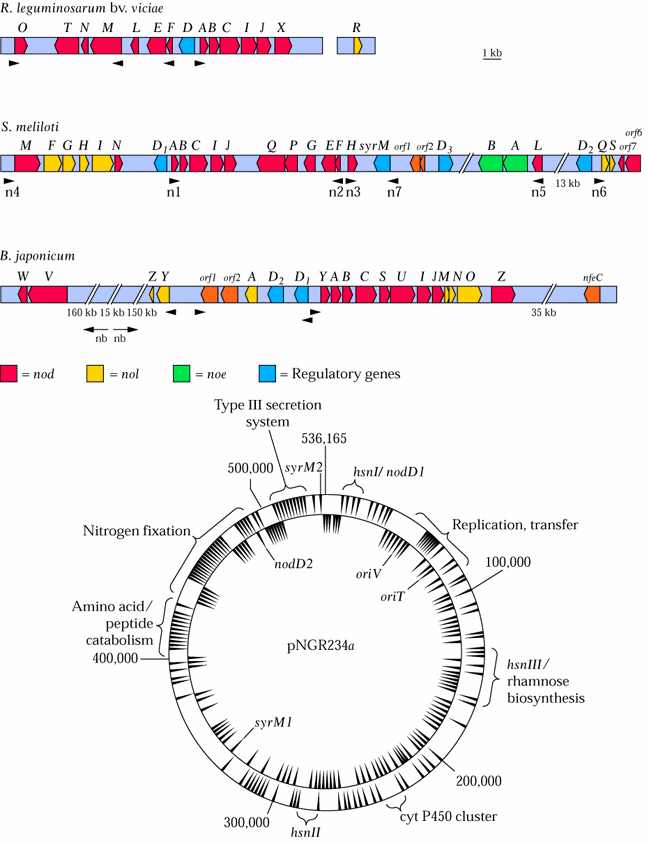 R. leguminosarum bv. viciae
O T N M L E F D A B C I J X R
1 kb
S. meliloti
orf6
M F G H I N D1 A B C I J Q P G E F H syrM orf1 orf2 D3 B A L D2 Q S orf7
n4 n1 n2 n3 n7 n5 13 kb n6
B. japonicum
W V Z Y orf1 orf2 A D2 D1 Y A B C S U I J M N O Z nfeC
160 kb 15 kb 150 kb 35 kb
nb nb
= nod = nol = noe = Regulatory genes
Type III secretion
system
536,165
500,000 syrM2 hsnI/ nodD1
Nitrogen fixation
Replication, transfer
nodD2
oriV
100,000
oriT
Amino acid/
peptide
catabolism
pNGR234a
400,000
hsnIII/
rhamnose
biosynthesis
syrM1
200,000
300,000
cyt P450 cluster
hsnII